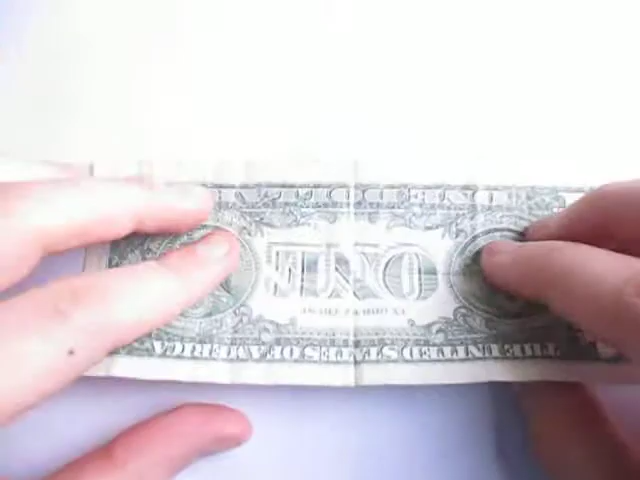 THE UNITED STATES OF AMERICA
IN GOD WE TRUST
ONE